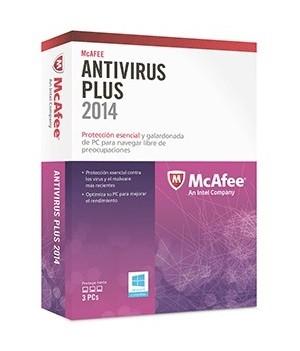 McAFEE
ANTIVIRUS
PLUS
2014
Protección esencial y galardonada
de PC para navegar libre de
preocupaciones
• Protección esencial contra
los virus y el malware
más recientes
• Optimiza su PC para mejorar
el rendimiento
McAfee
An Intel Company
Protege hasta
3 PCs
McAfee
An Intel Company
ANTIVIRUS PLUS 2014